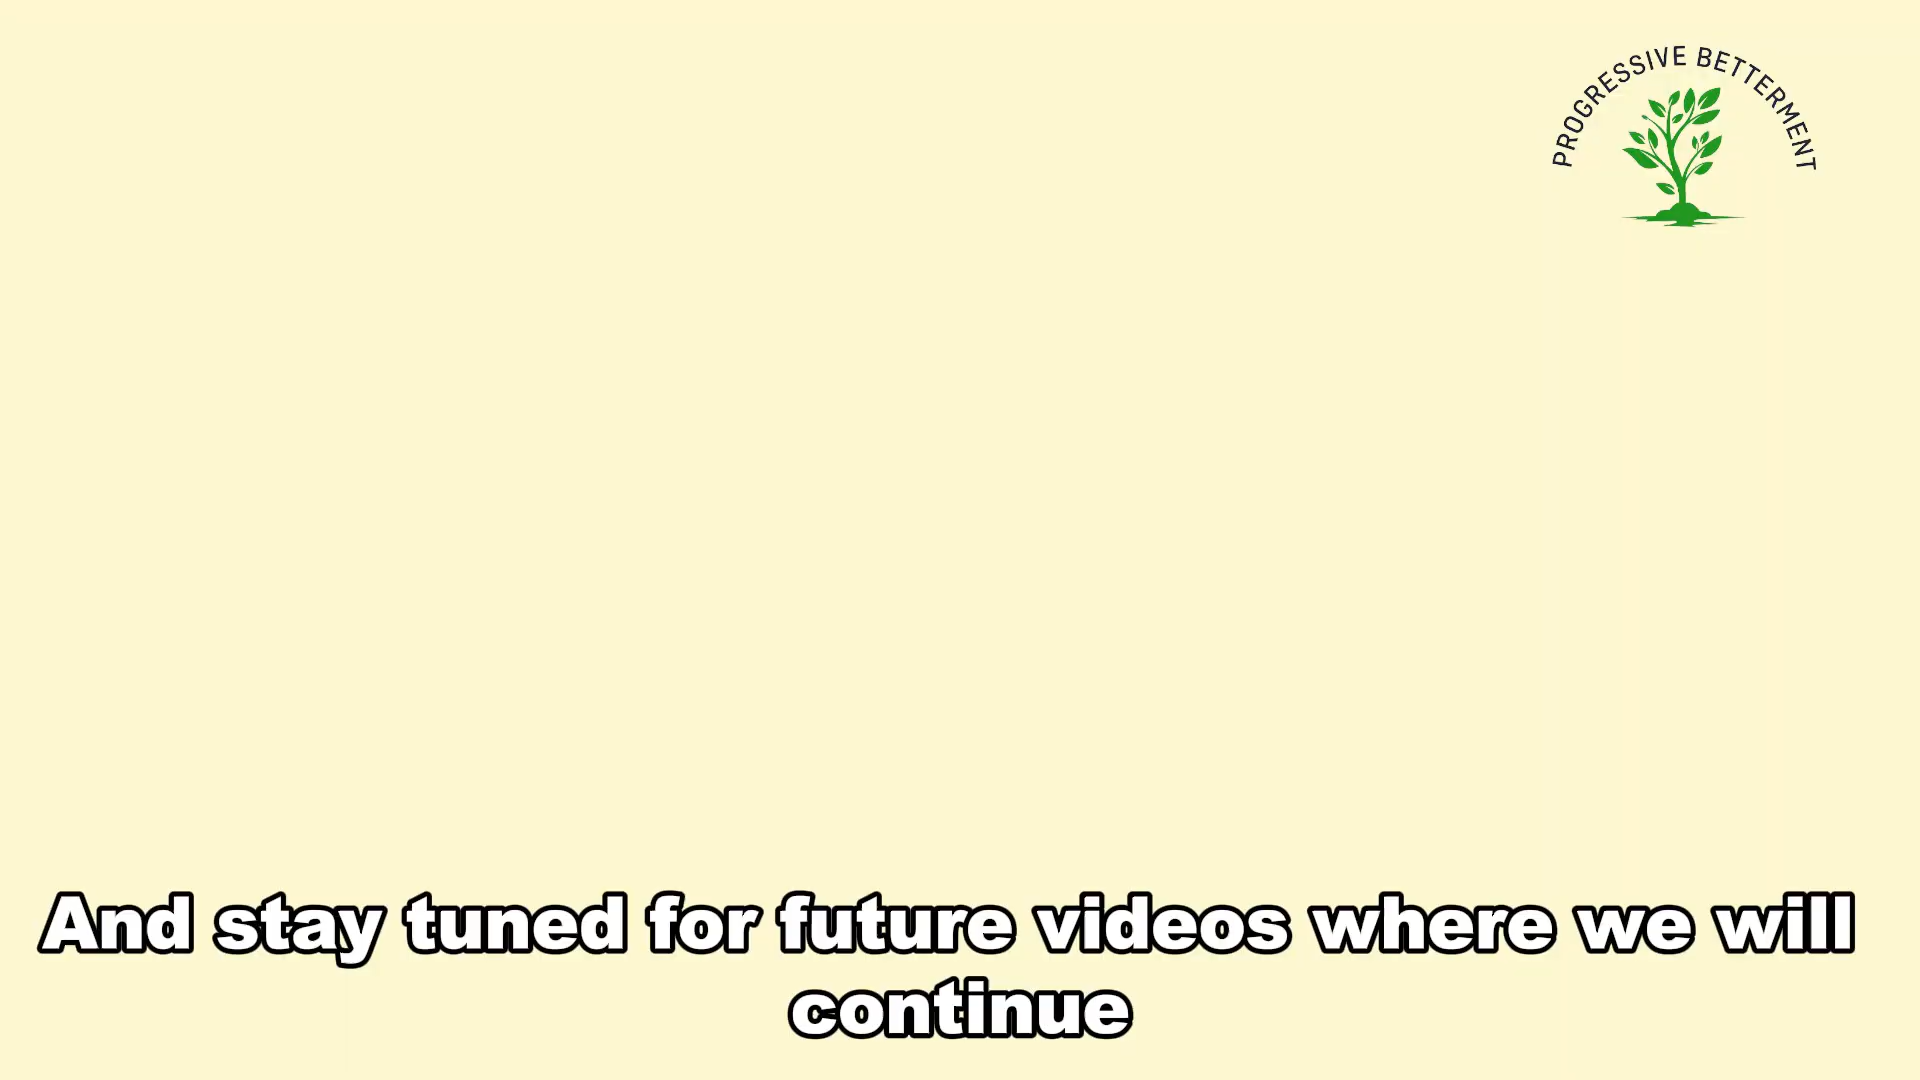 PROGRESSIVE BETTERMENT
And stay tuned for future videos where we will
continue